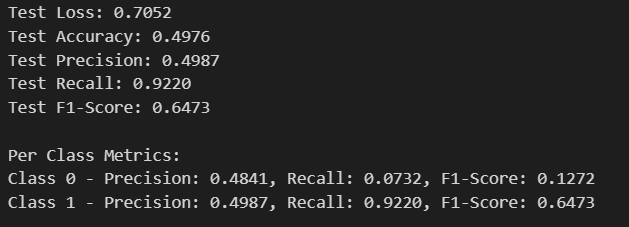 Test Loss: 0.7052
Test Accuracy: 0.4976
Test Precision: 0.4987
Test Recall: 0.9220
Test F1-Score: 0.6473
Per Class Metrics:
Class 0 - Precision: 0.4841, Recall: 0.0732, F1-Score: 0.1272
Class 1 - Precision: 0.4987, Recall: 0.9220, F1-Score: 0.6473